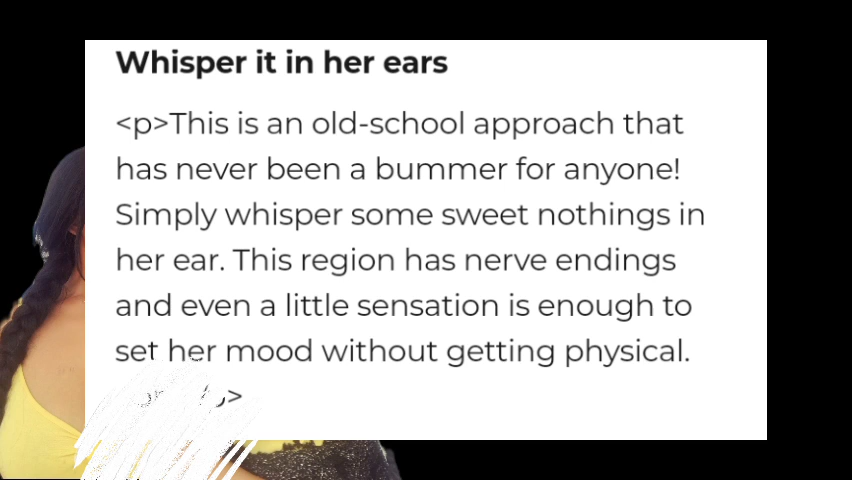 Whisper it in her ears
<p>This is an old-school approach that
has never been a bummer for anyone!
Simply whisper some sweet nothings in
her ear. This region has nerve endings
and even a little sensation is enough to
set her mood without getting physical.